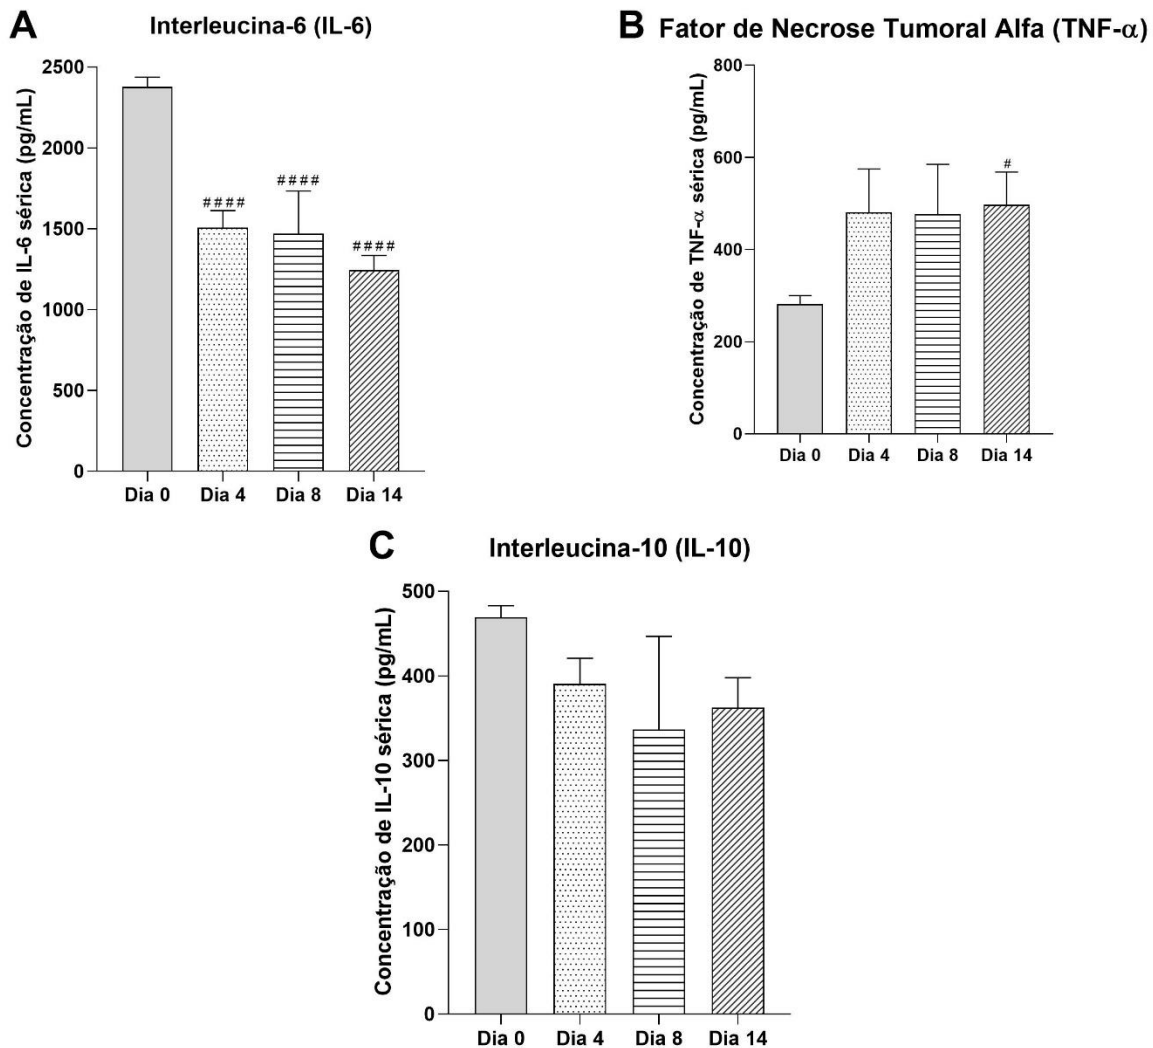 A
Interleucina-6 (IL-6)
Concentração de IL-6 sérica (pg/mL)
2500
2000
1500
1000
500
0
####
####
####
Dia 0 Dia 4 Dia 8 Dia 14
B Fator de Necrose Tumoral Alfa (TNF-α)
Concentração de TNF-α sérica (pg/mL)
800
600
400
200
0
#
Dia 0 Dia 4 Dia 8 Dia 14
C
Interleucina-10 (IL-10)
Concentração de IL-10 sérica (pg/mL)
500
400
300
200
100
0
Dia 0 Dia 4 Dia 8 Dia 14